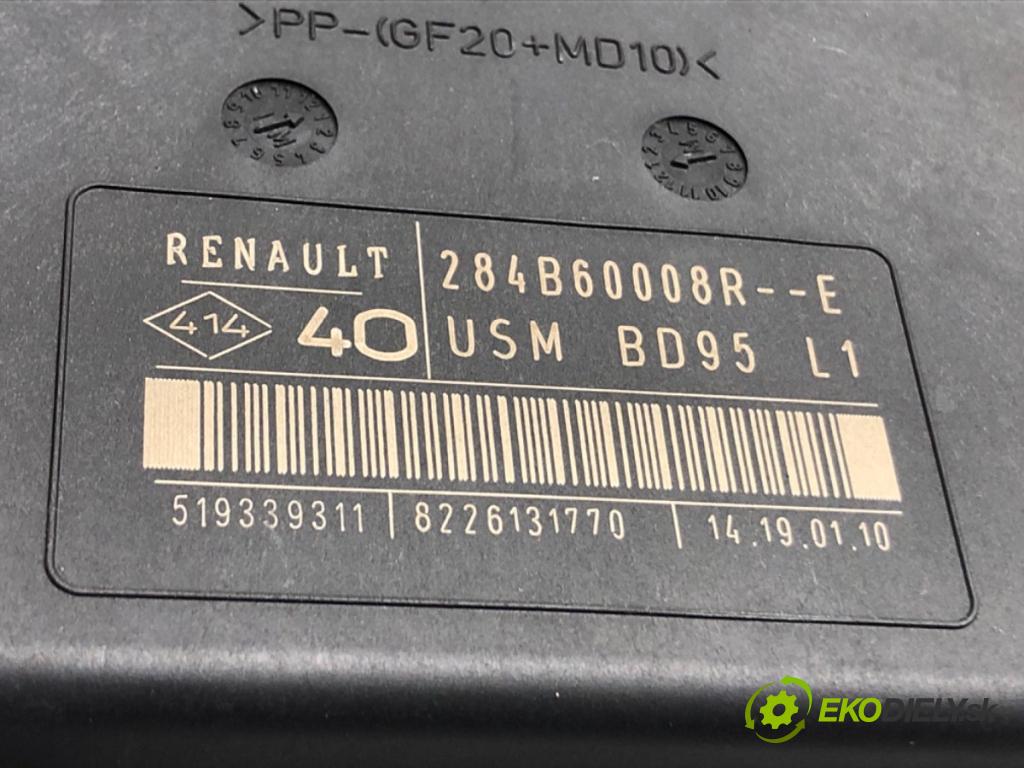 >PP-(GF20+MD10)<
RENAULT
284B60008R--E
414
40
USM BD95 L1
519339311
8226131770
14.19.01.10
EKODIELY.sk